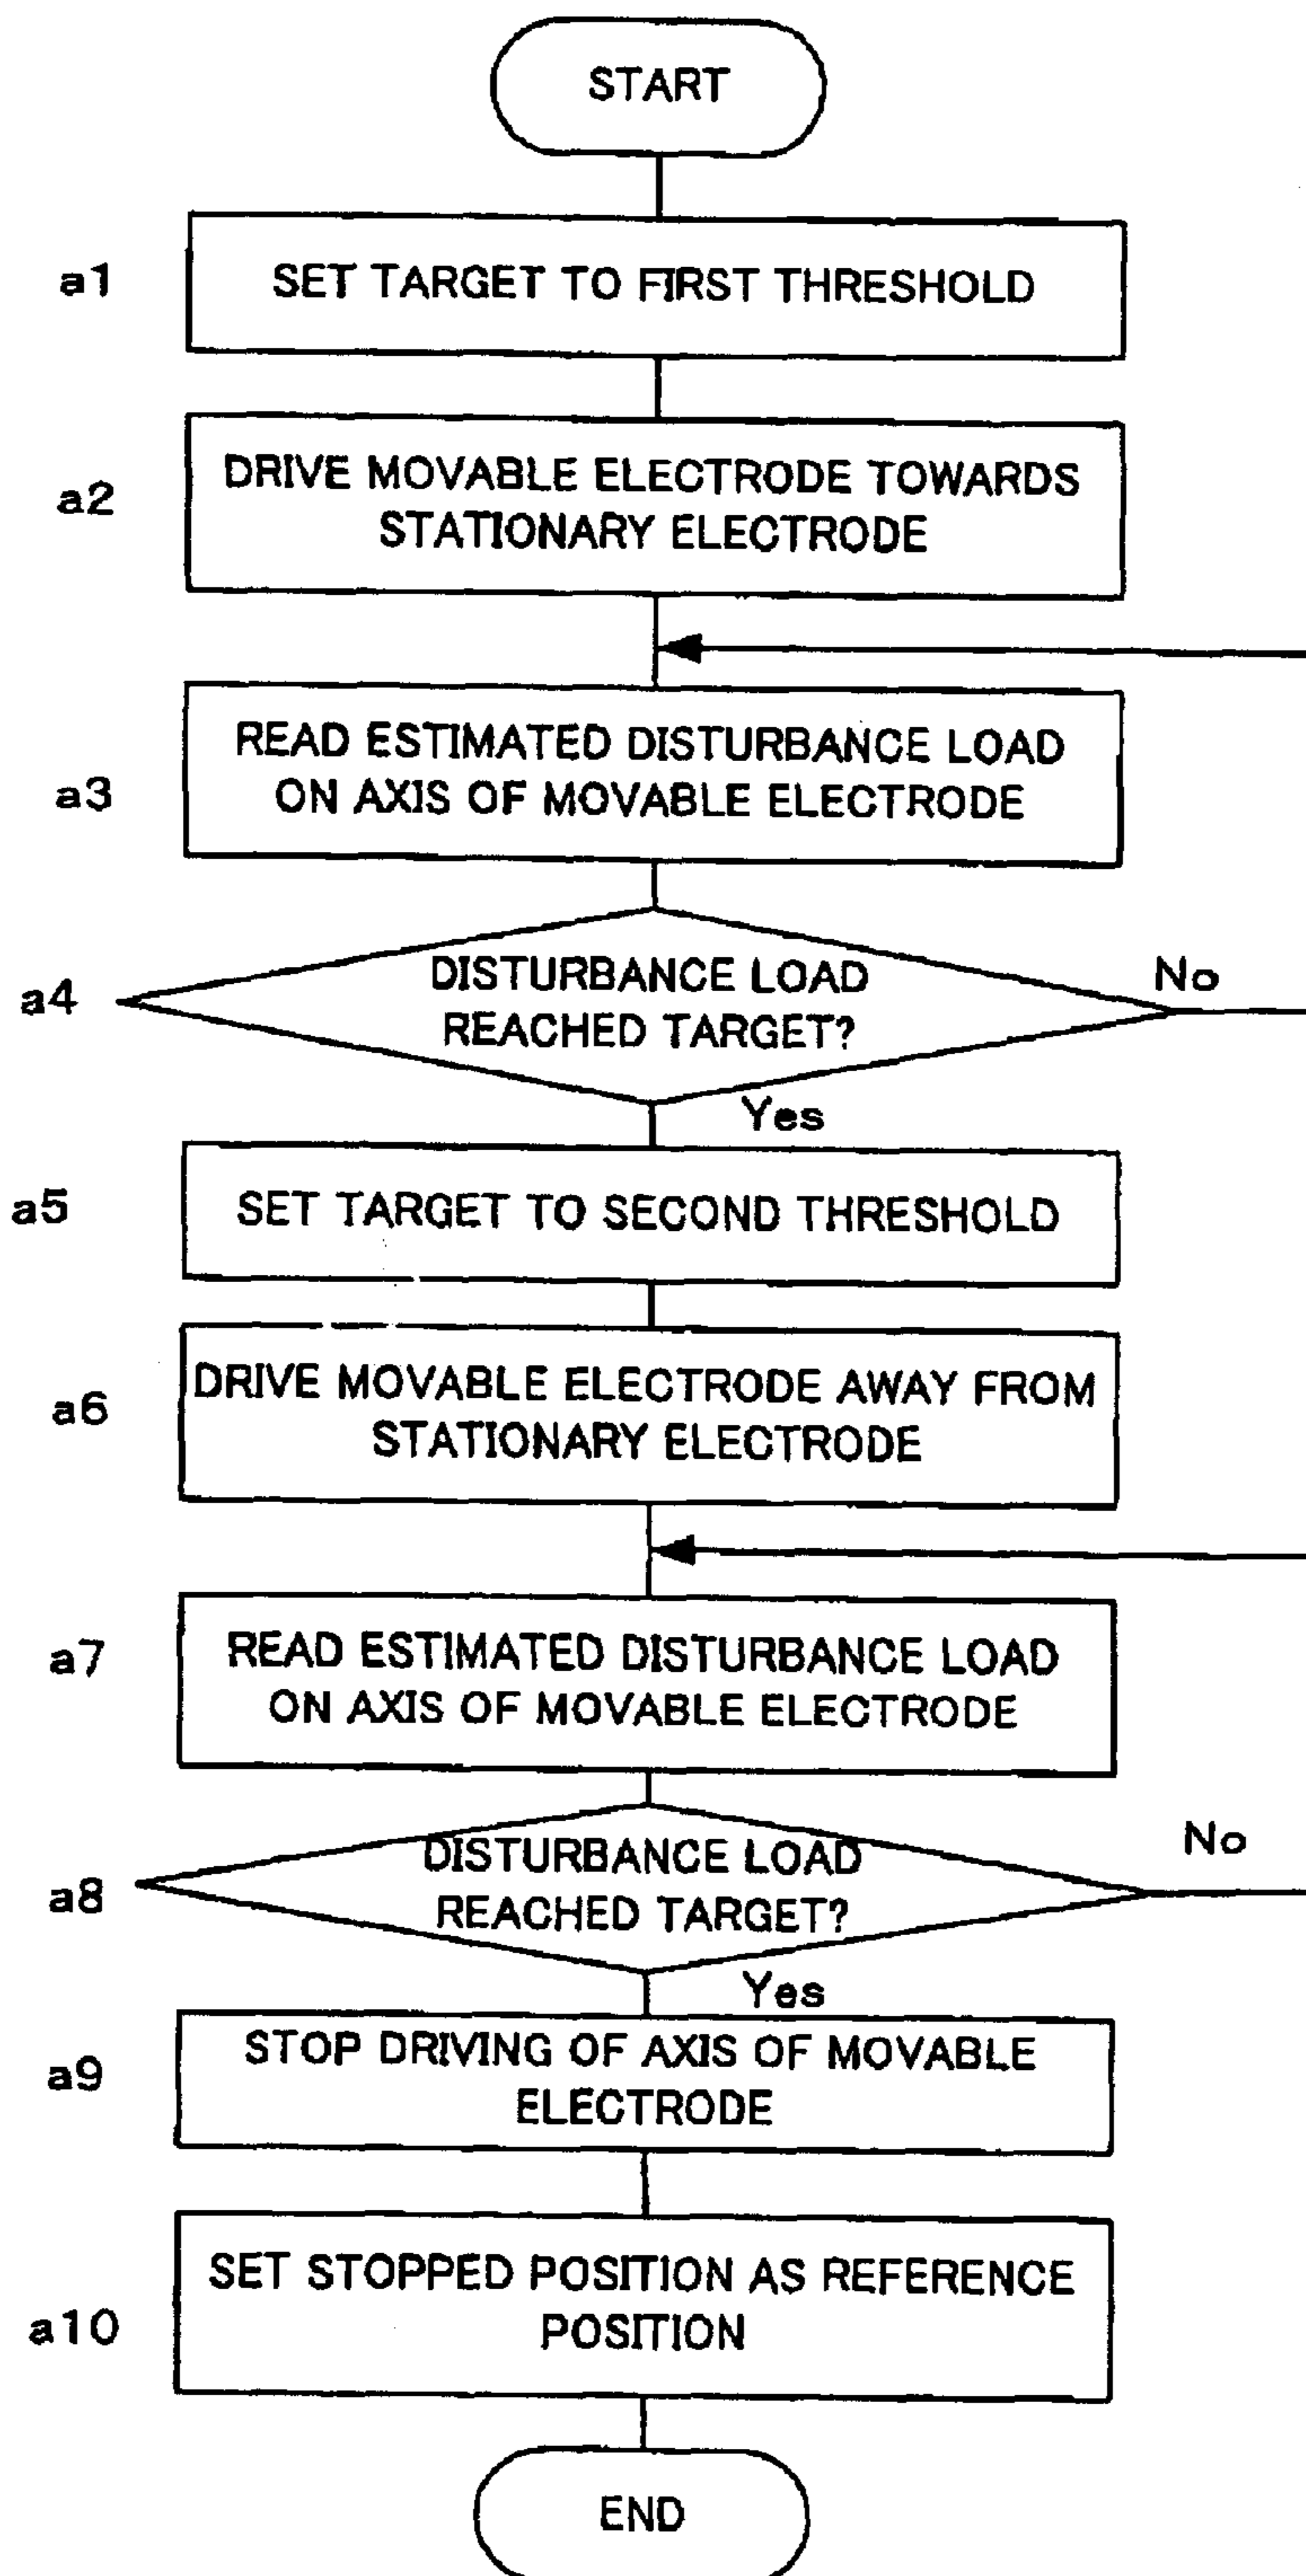 START
a1
SET TARGET TO FIRST THRESHOLD
a2
DRIVE MOVABLE ELECTRODE TOWARDS
STATIONARY ELECTRODE
a3
READ ESTIMATED DISTURBANCE LOAD
ON AXIS OF MOVABLE ELECTRODE
a4
DISTURBANCE LOAD
REACHED TARGET?
No
Yes
a5
SET TARGET TO SECOND THRESHOLD
a6
DRIVE MOVABLE ELECTRODE AWAY FROM
STATIONARY ELECTRODE
a7
READ ESTIMATED DISTURBANCE LOAD
ON AXIS OF MOVABLE ELECTRODE
a8
DISTURBANCE LOAD
REACHED TARGET?
No
Yes
a9
STOP DRIVING OF AXIS OF MOVABLE
ELECTRODE
a10
SET STOPPED POSITION AS REFERENCE
POSITION
END